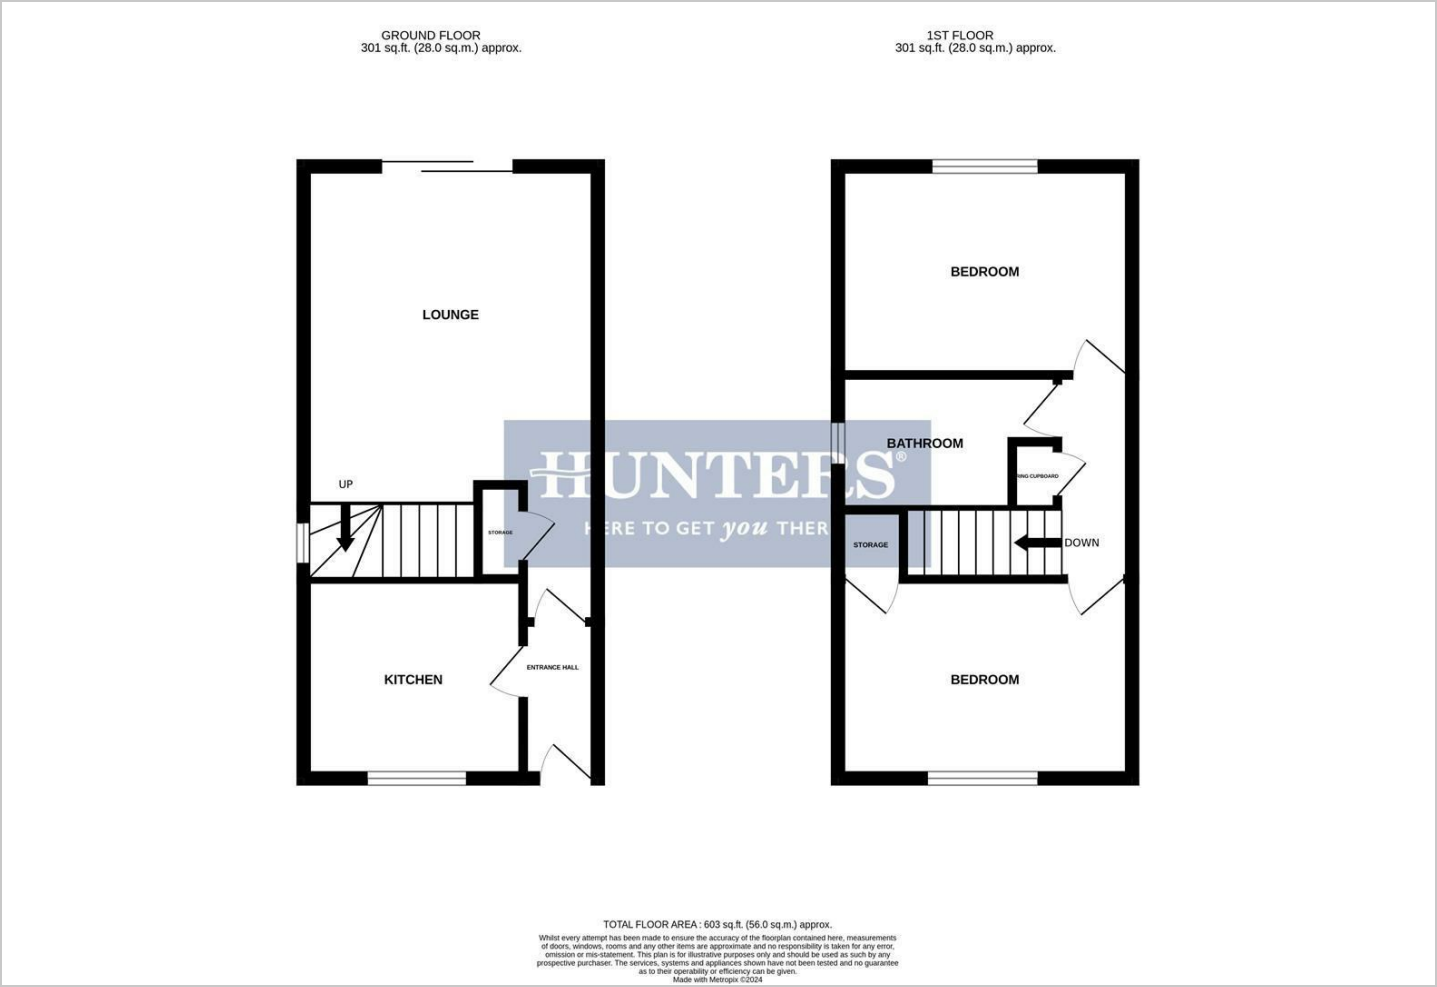 GROUND FLOOR
301 sq.ft. (28.0 sq.m.) approx.
1ST FLOOR
301 sq.ft. (28.0 sq.m.) approx.
LOUNGE
UP
STORAGE
KITCHEN
ENTRANCE HALL
BEDROOM
BATHROOM
ING CUPBOARD
STORAGE
DOWN
BEDROOM
HUNTERS®
HERE TO GET you THER
TOTAL FLOOR AREA : 603 sq.ft. (56.0 sq.m.) approx.
Whilst every attempt has been made to ensure the accuracy of the floorplan contained here, measurements
of doors, windows, rooms and any other items are approximate and no responsibility is taken for any error,
omission or mis-statement. This plan is for illustrative purposes only and should be used as such by any
prospective purchaser. The services, systems and appliances shown have not been tested and no guarantee
as to their operability or efficiency can be given.
Made with Metropix ©2024